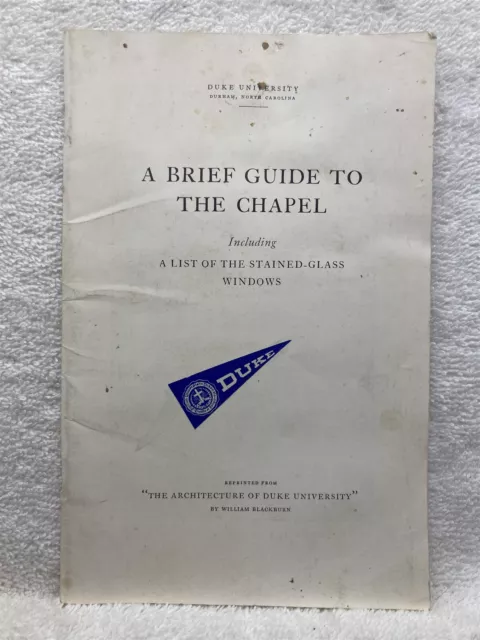 DUKE UNIVERSITY
DURHAM, NORTH CAROLINA
A BRIEF GUIDE TO
THE CHAPEL
Including
A LIST OF THE STAINED-GLASS
WINDOWS
DUKE
REPRINTED FROM
"THE ARCHITECTURE OF DUKE UNIVERSITY"
BY WILLIAM BLACKBURN